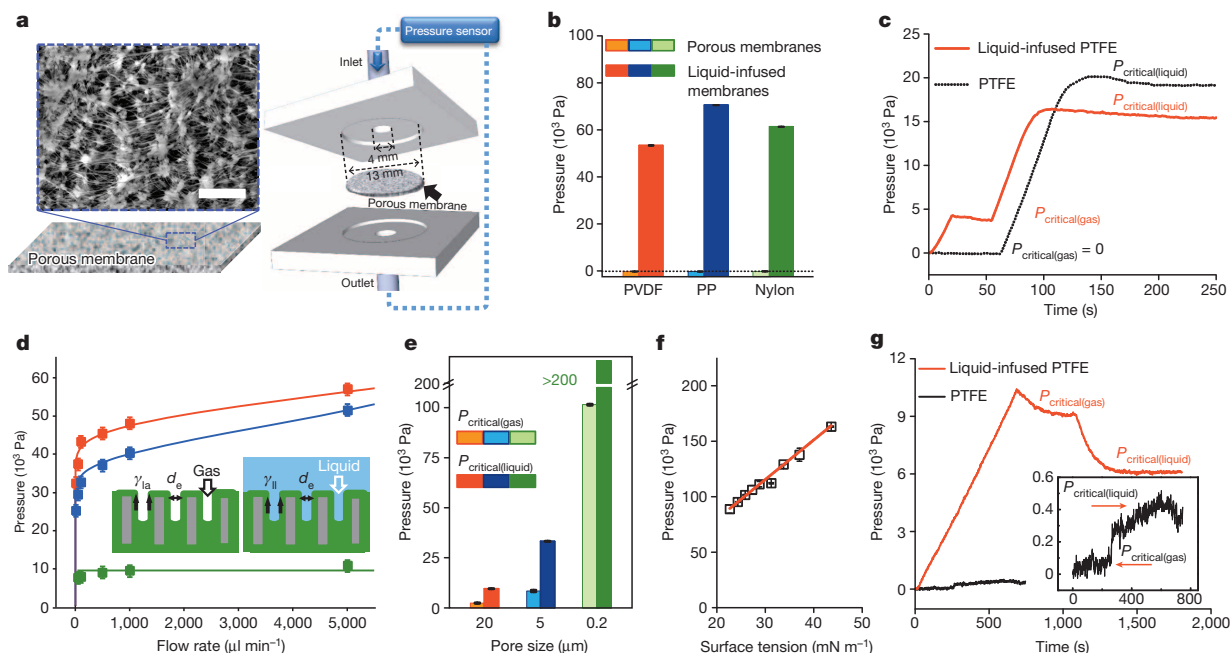 a
Pressure sensor
Inlet
4 mm
13 mm
Porous membrane
Porous membrane
Outlet
b
Pressure (10³ Pa)
100
80
60
40
20
0
Porous membranes
Liquid-infused membranes
PVDF PP Nylon
c
Pressure (10³ Pa)
25
20
15
10
5
0
Liquid-infused PTFE
PTFE
Pcritical(liquid)
Pcritical(liquid)
Pcritical(gas)
Pcritical(gas) = 0
0 50 100 150 200 250
Time (s)
d
Pressure (10³ Pa)
60
50
40
30
20
10
0
γla de Gas
γll de Liquid
0 1,000 2,000 3,000 4,000 5,000
Flow rate (µl min⁻¹)
e
Pressure (10³ Pa)
200
100
75
50
25
0
>200
Pcritical(gas)
Pcritical(liquid)
20 5 0.2
Pore size (µm)
f
Pressure (10³ Pa)
200
150
100
50
0
20 30 40 50
Surface tension (mN m⁻¹)
g
Pressure (10³ Pa)
12
9
6
3
0
Liquid-infused PTFE
PTFE
Pcritical(gas)
Pcritical(liquid)
0.6
0.4
0.2
0
Pcritical(liquid)
Pcritical(gas)
0 400 800
0 500 1,000 1,500 2,000
Time (s)